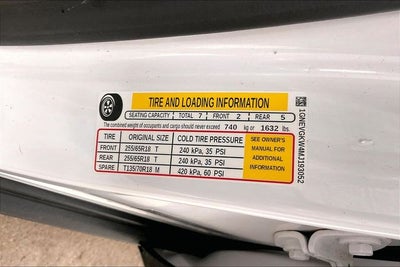 TIRE AND LOADING INFORMATION
SEATING CAPACITY TOTAL 7 FRONT 2 REAR 5
The combined weight of occupants and cargo should never exceed 740 kg or 1632 lbs.
TIRE ORIGINAL SIZE COLD TIRE PRESSURE
FRONT 255/65R18 T 240 kPa, 35 PSI
REAR 255/65R18 T 240 kPa, 35 PSI
SPARE T135/70R18 M 420 kPa, 60 PSI
SEE OWNER'S
MANUAL FOR
ADDITIONAL
INFORMATION
1GNEVGKW4MJ193052